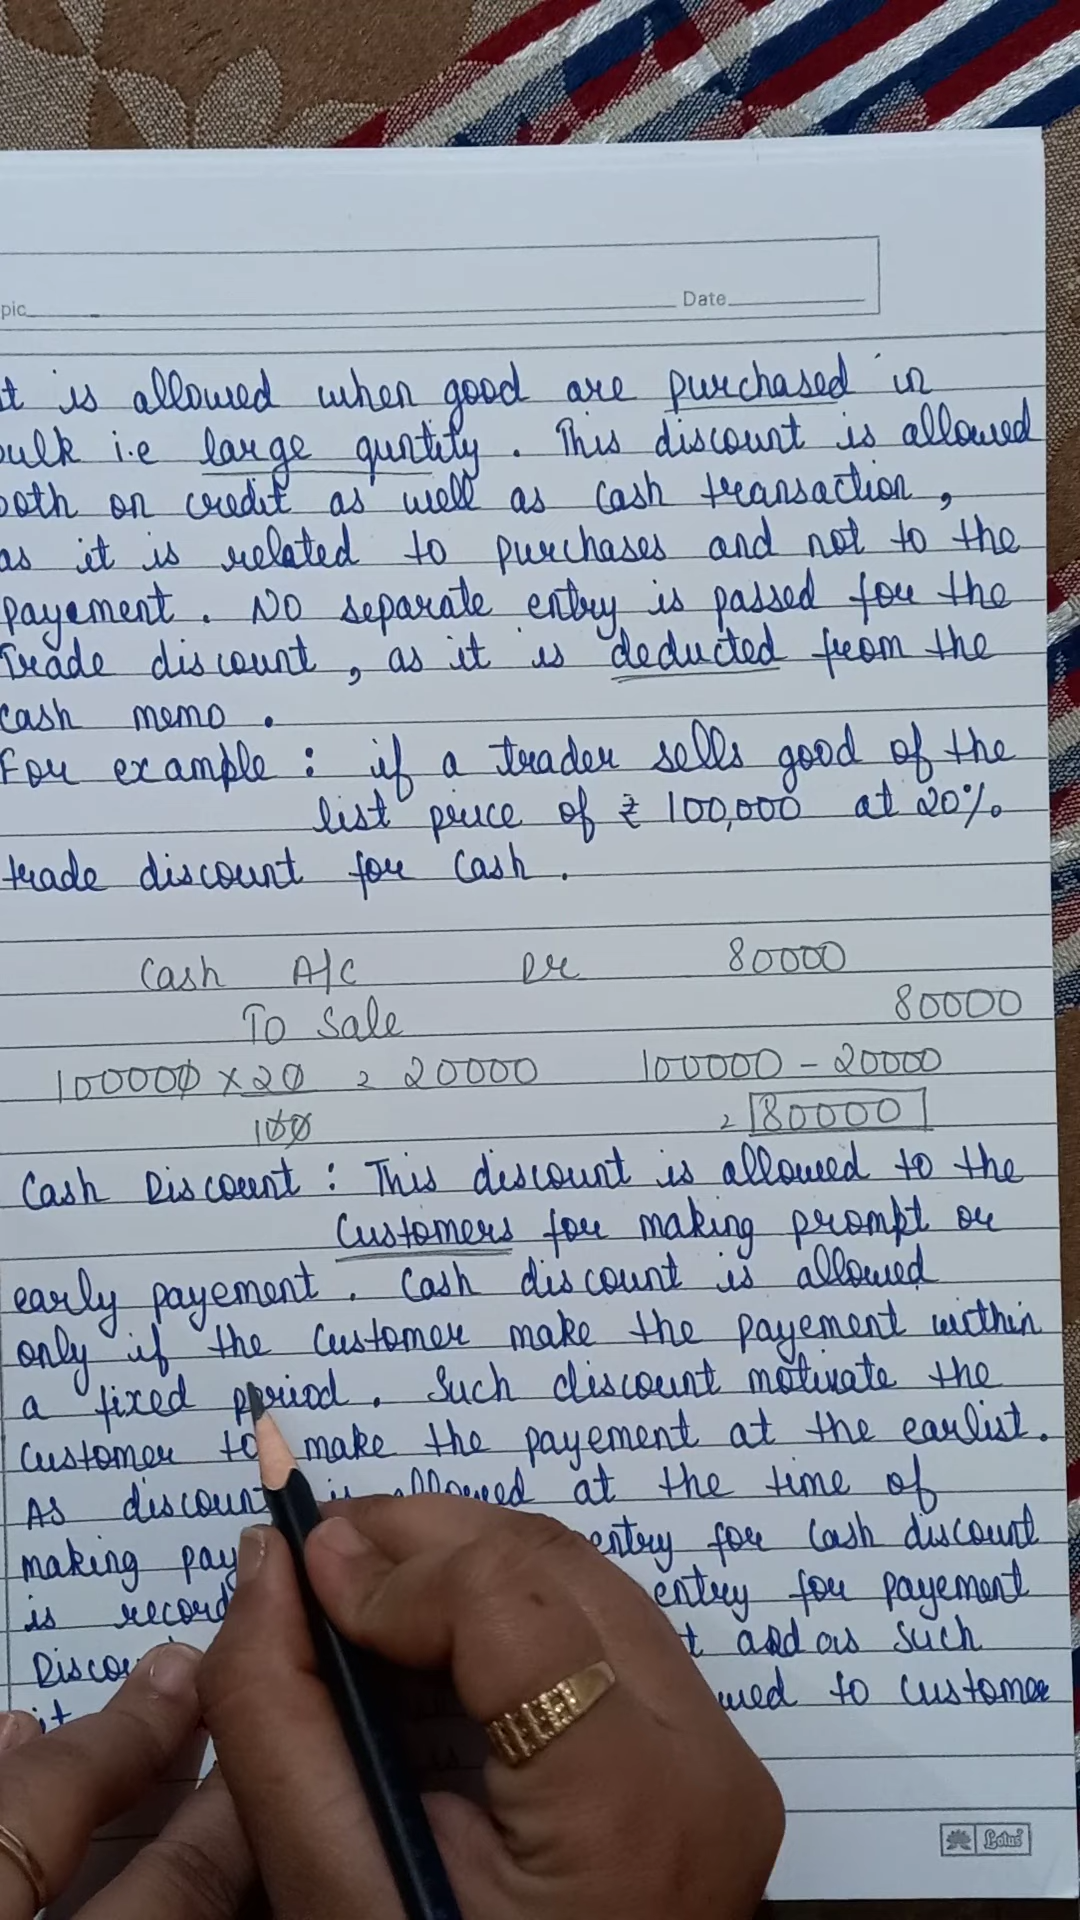 pic Date
t is allowed when good are purchased in
ulk i.e large quntity. This discount is allowed
oth on credit as well as cash transaction,
as it is related to purchases and not to the
payement. No separate entry is passed for the
Trade discount, as it is deducted from the
cash memo.
For example: if a trader sells good of the
list price of ₹ 100,000 at 20%
trade discount for cash.
Cash A/C Dr 80000
To Sale 80000
100000 × 20 = 20000 100000 - 20000
100 = 80000
Cash Discount: This discount is allowed to the
Customers for making prompt or
early payement. Cash discount is allowed
only if the customer make the payement within
a fixed period. Such discount motivate the
customer to make the payement at the earlist.
As discount is allowed at the time of
making pay entry for cash discount
is record entry for payement
Discou t and as such
it wed to customer
Lotus